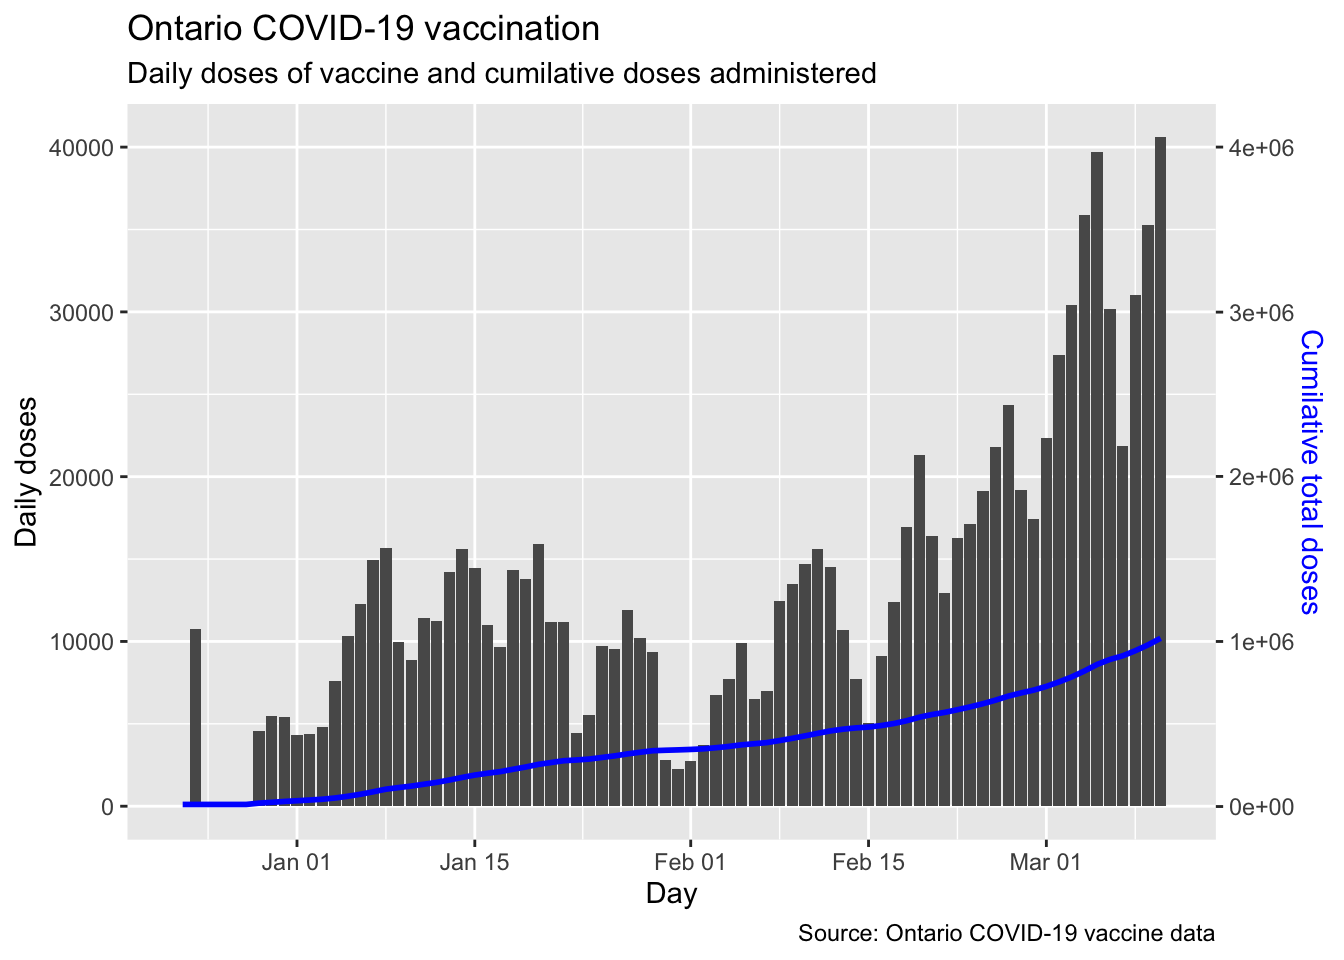 Ontario COVID-19 vaccination
Daily doses of vaccine and cumilative doses administered
40000
30000
20000
10000
0
Daily doses
4e+06
3e+06
2e+06
1e+06
0e+00
Cumilative total doses
Jan 01
Jan 15
Feb 01
Feb 15
Mar 01
Day
Source: Ontario COVID-19 vaccine data